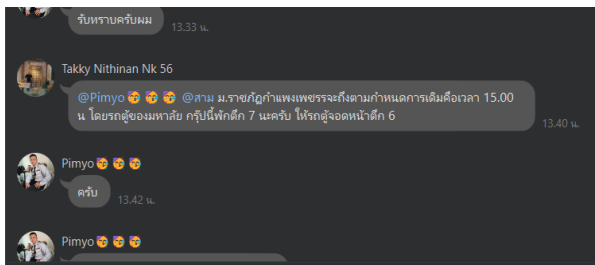 รับทราบครับผม
13.33 น.
Takky Nithinan Nk 56
@Pimyo🥳🥳🥳 @สาม ม.ราชภัฏกำแพงเพชรรจะถึงตามกำหนดการเดิมคือเวลา 15.00
น โดยรถตู้ของมหาลัย กรุ๊ปนี้พักตึก 7 นะครับ ให้รถตู้จอดหน้าตึก 6
13.40 น.
Pimyo🥳🥳🥳
ครับ
13.42 น.
Pimyo🥳🥳🥳